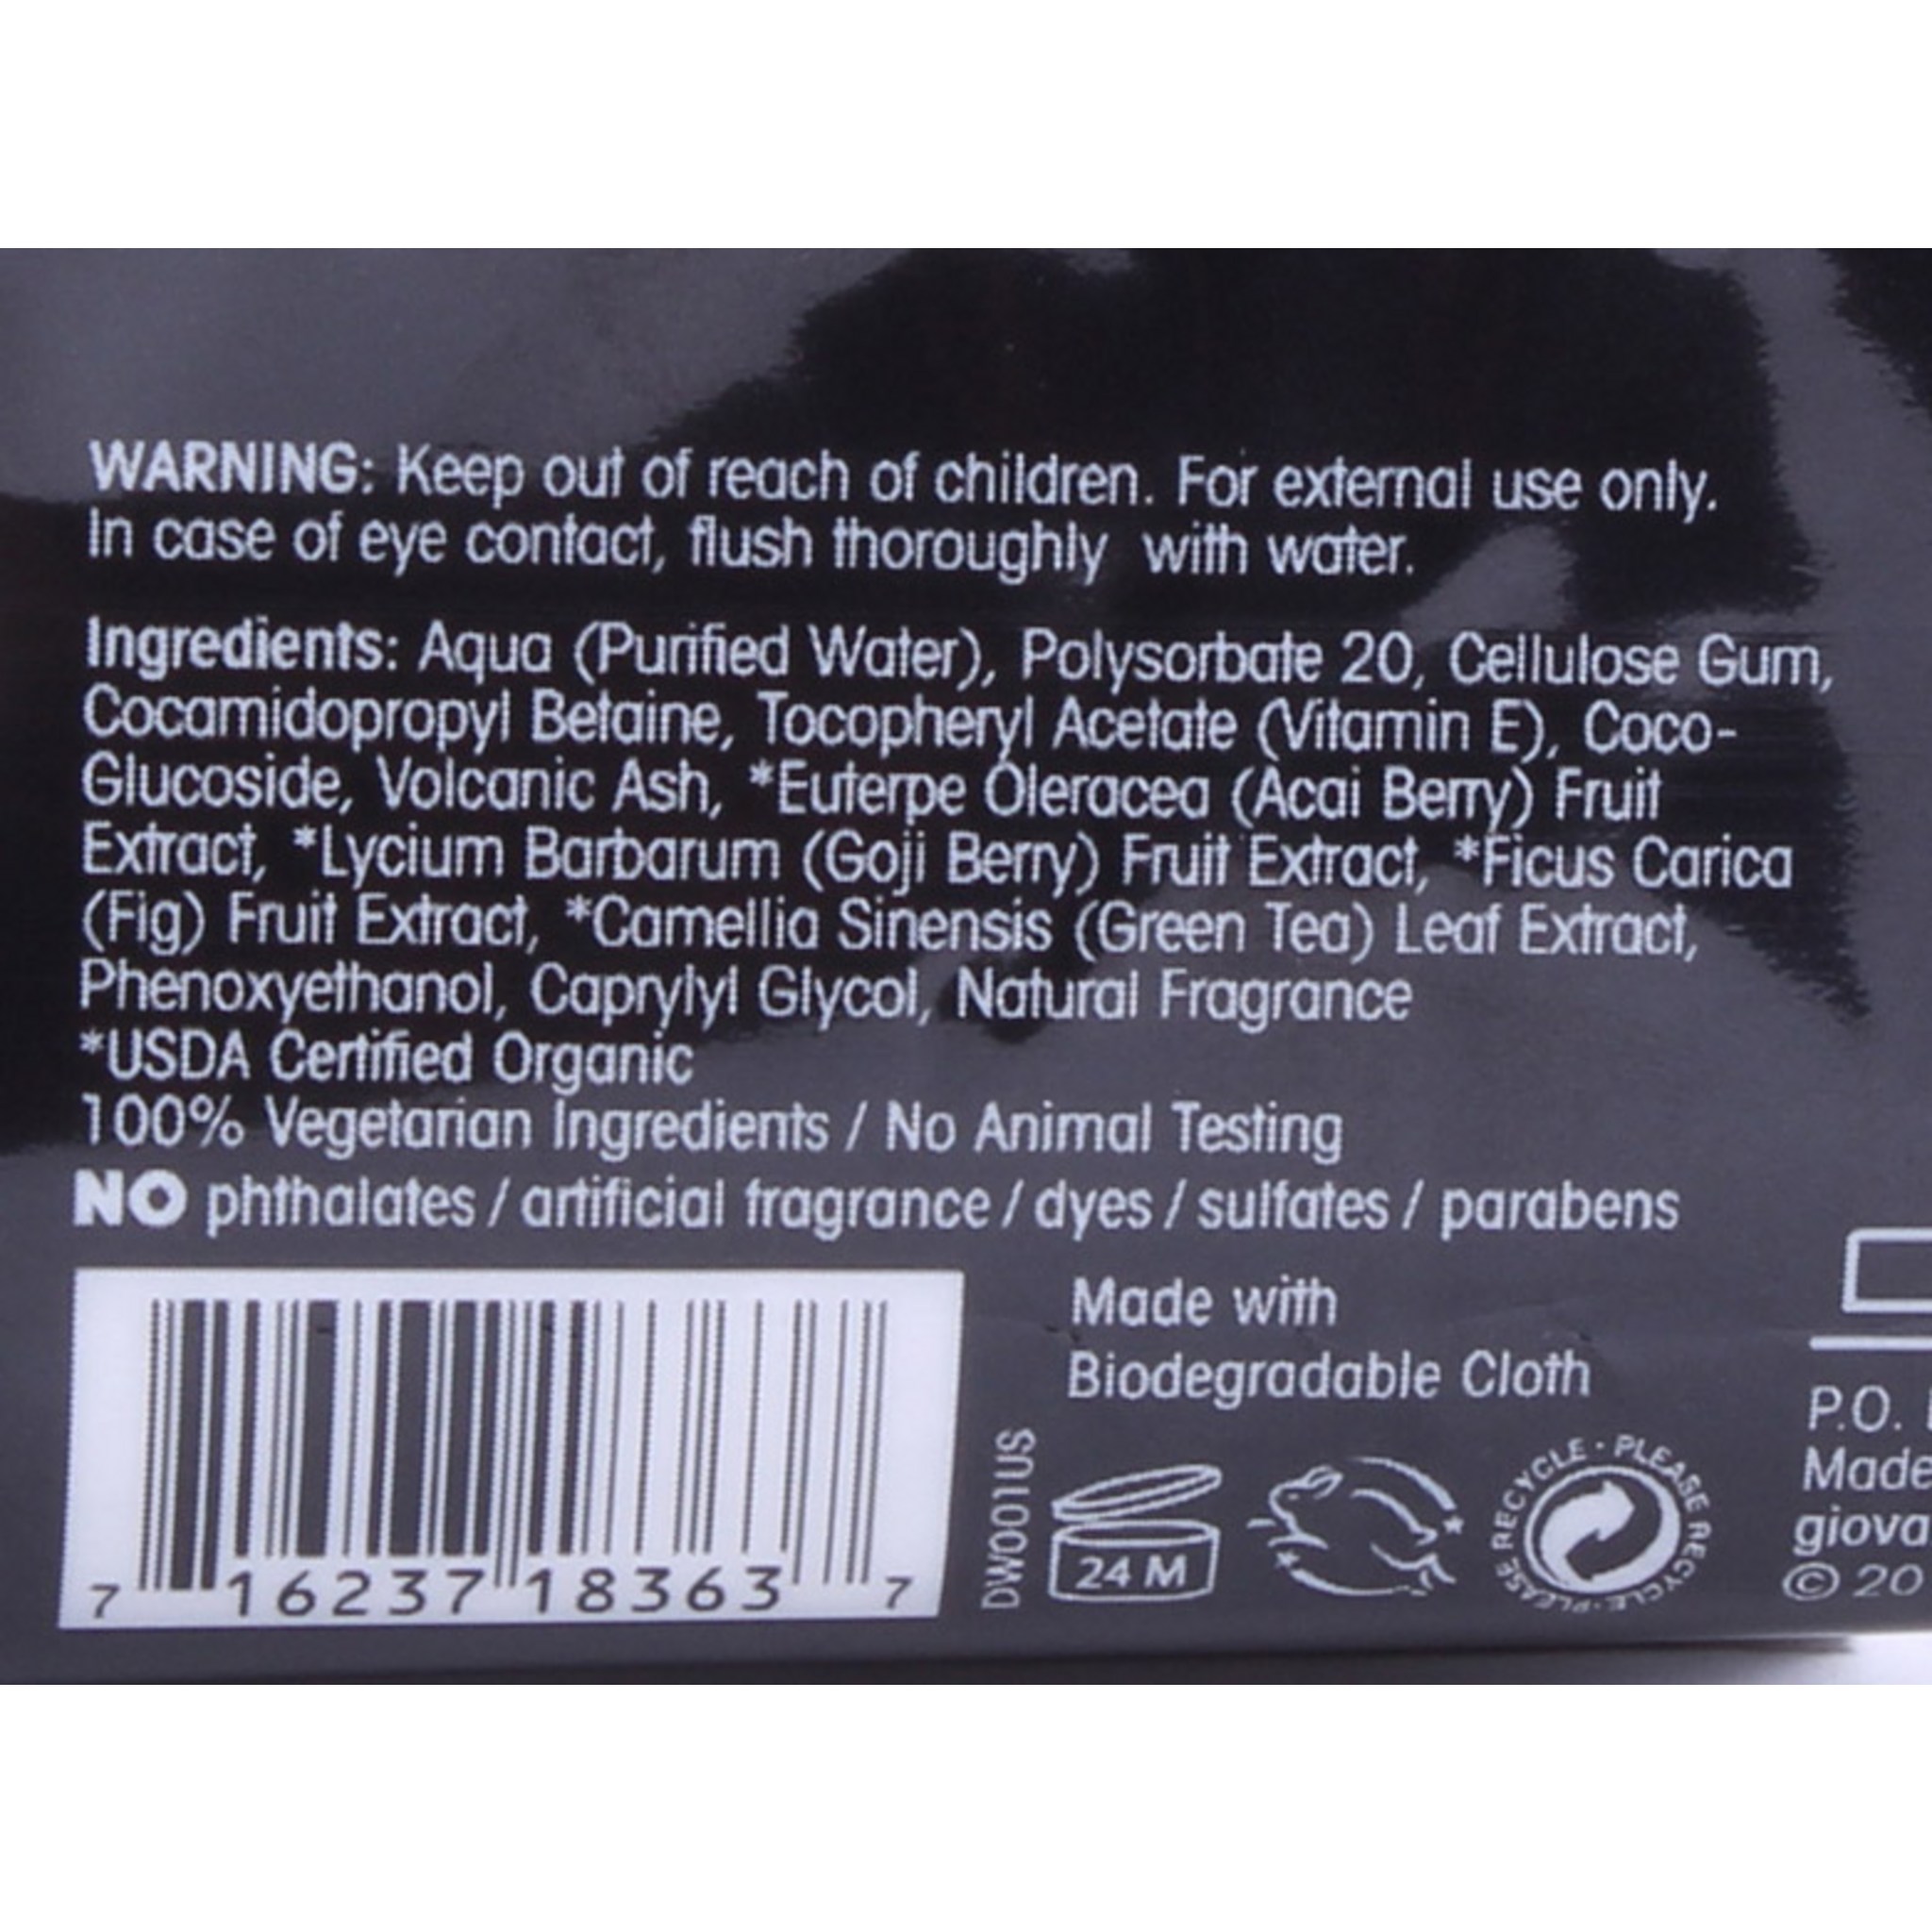 WARNING: Keep out of reach of children. For external use only.
In case of eye contact, flush thoroughly with water.
Ingredients: Aqua (Purified Water), Polysorbate 20, Cellulose Gum,
Cocamidopropyl Betaine, Tocopheryl Acetate (Vitamin E), Coco-
Glucoside, Volcanic Ash, *Euterpe Oleracea (Acai Berry) Fruit
Extract, *Lycium Barbarum (Goji Berry) Fruit Extract, *Ficus Carica
(Fig) Fruit Extract, *Camellia Sinensis (Green Tea) Leaf Extract,
Phenoxyethanol, Caprylyl Glycol, Natural Fragrance
*USDA Certified Organic
100% Vegetarian Ingredients / No Animal Testing
NO phthalates / artificial fragrance / dyes / sulfates / parabens
7 16237 18363 7
Made with
Biodegradable Cloth
DW001US
24 M
PLEASE RECYCLE · PLEASE RECYCLE ·
P.O.
Made
giova
© 20